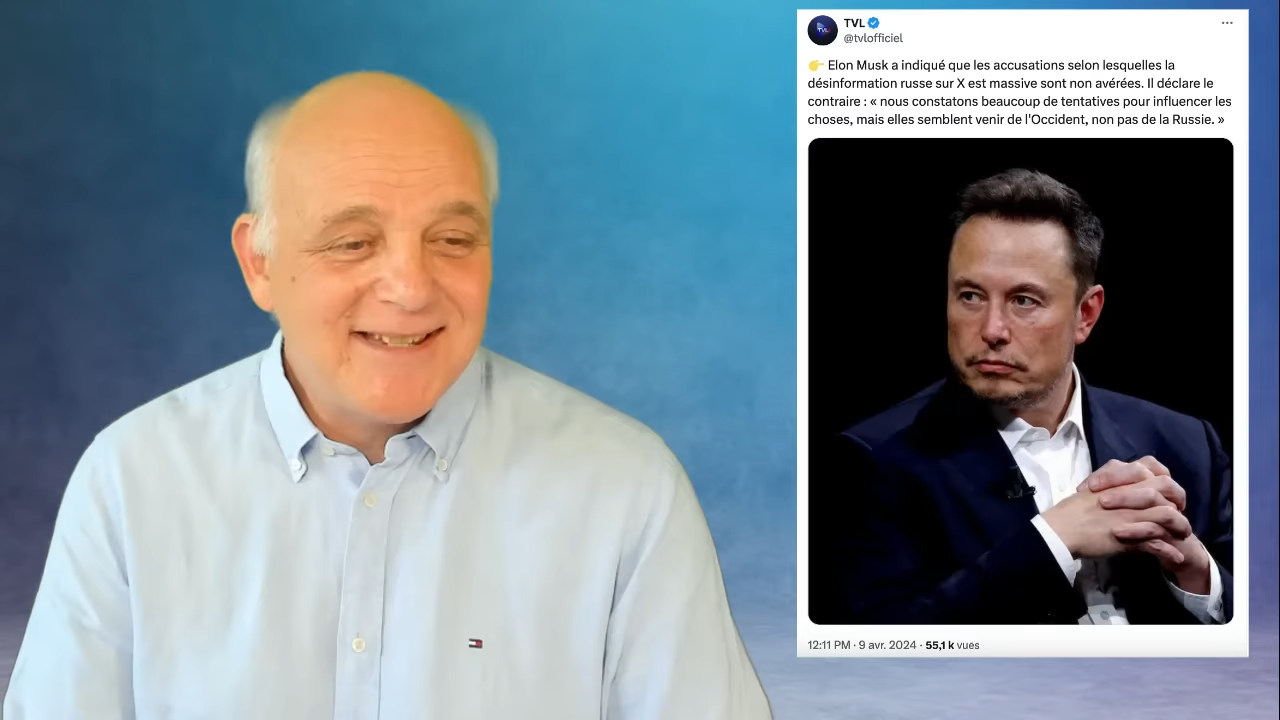 TVL
@tvlofficiel
👉 Elon Musk a indiqué que les accusations selon lesquelles la
désinformation russe sur X est massive sont non avérées. Il déclare le
contraire : « nous constatons beaucoup de tentatives pour influencer les
choses, mais elles semblent venir de l'Occident, non pas de la Russie. »
12:11 PM · 9 avr. 2024 · 55,1 k vues